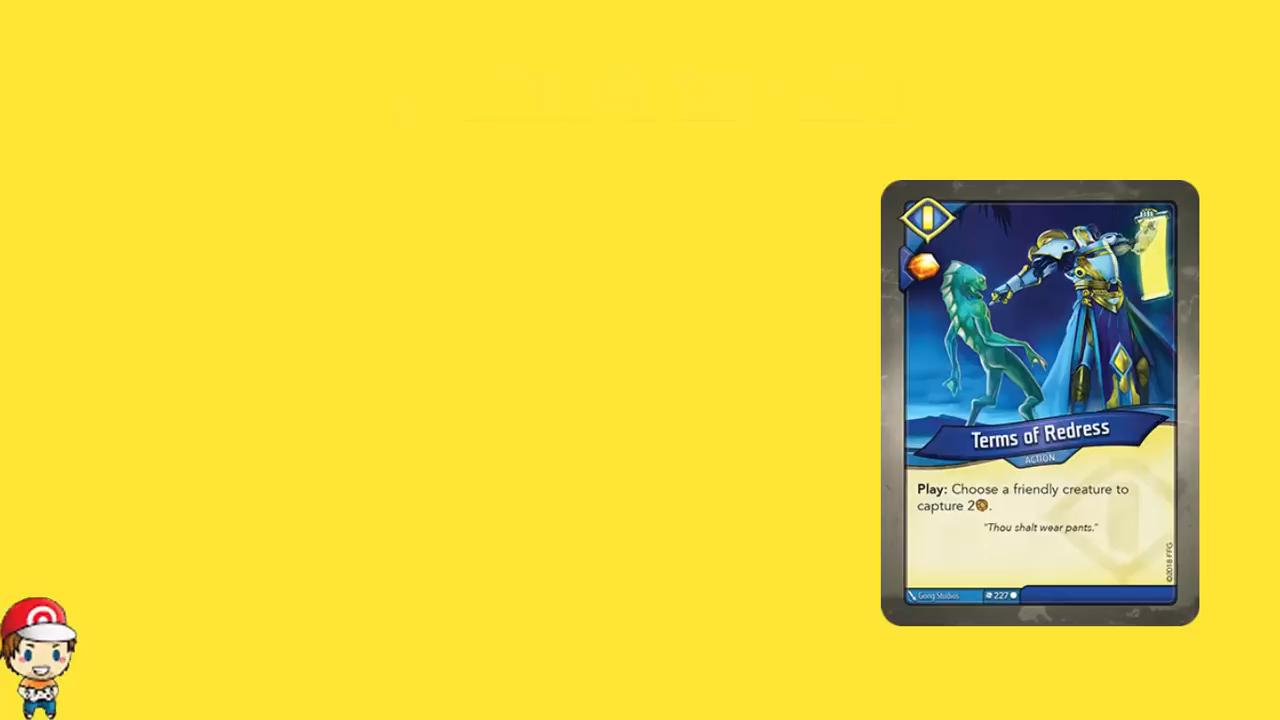 Terms of Redress
ACTION
Play: Choose a friendly creature to
capture 2.
"Thou shalt wear pants."
©2018 FFG
Gong Studios
227